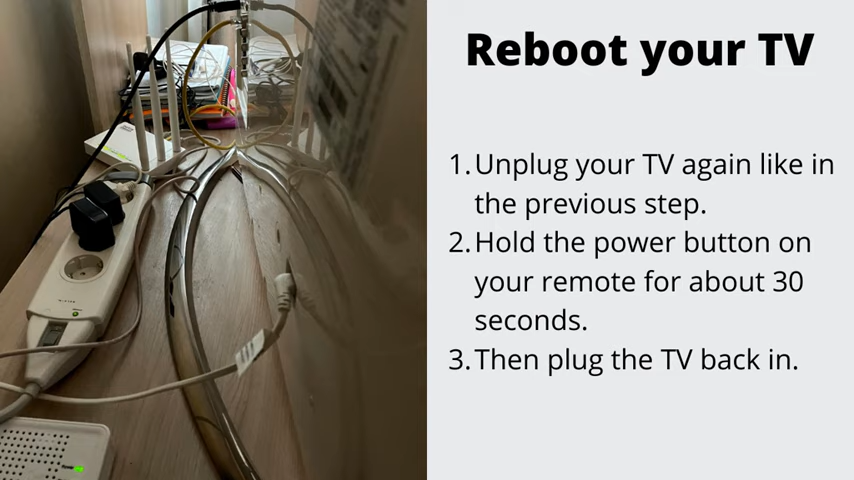 Reboot your TV
1. Unplug your TV again like in
the previous step.
2. Hold the power button on
your remote for about 30
seconds.
3. Then plug the TV back in.